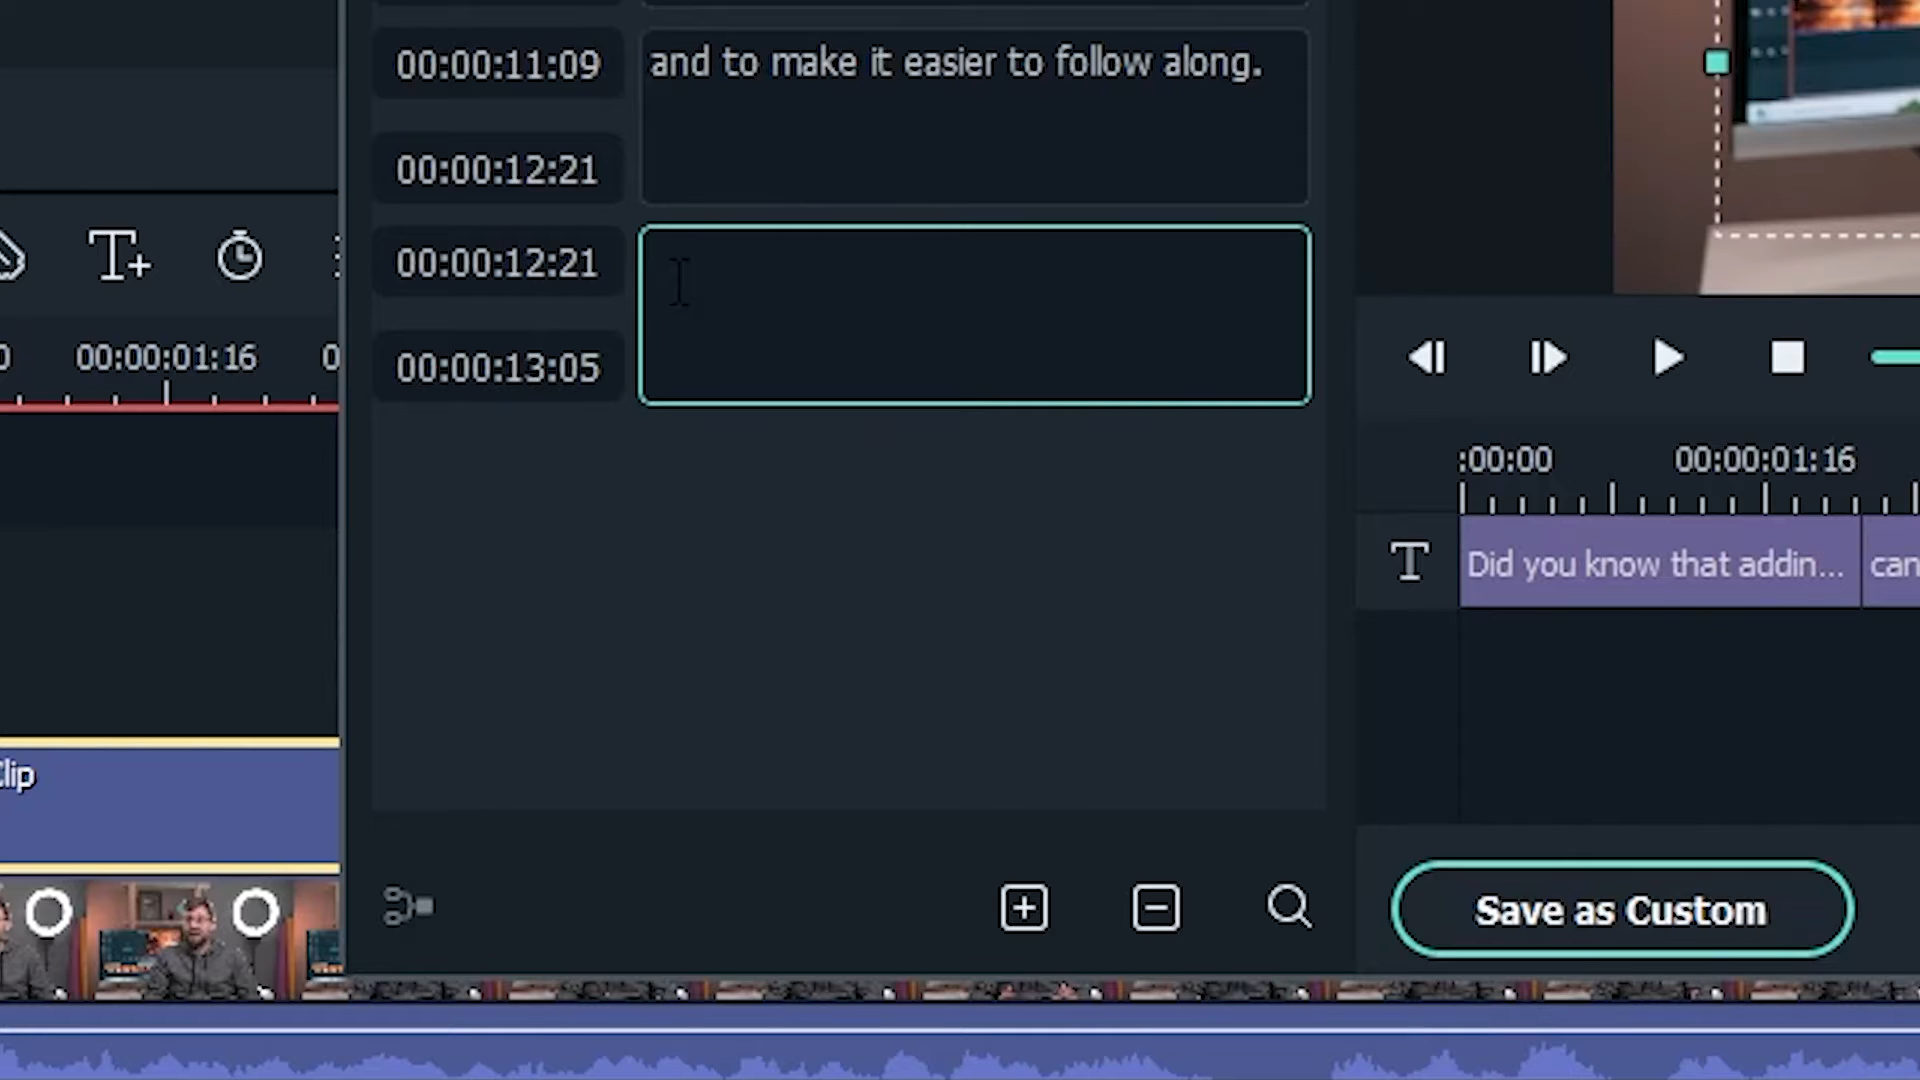 00:00:11:09
and to make it easier to follow along.
00:00:12:21
00:00:12:21
00:00:13:05
00:00:01:16
:00:00
00:00:01:16
T
Did you know that addin...
can
lip
Save as Custom